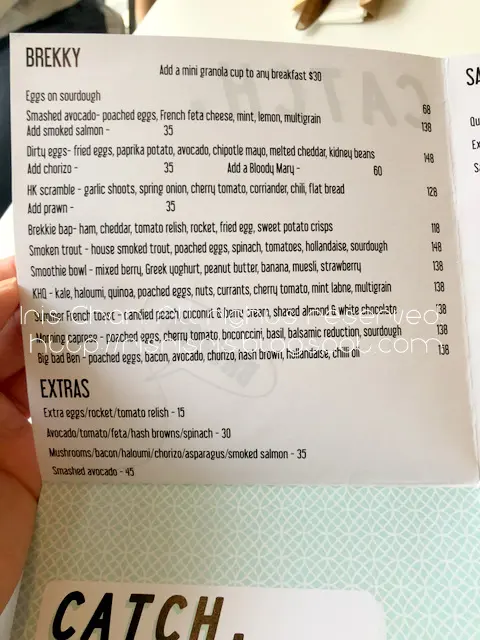 BREKKY
Add a mini granola cup to any breakfast $30
Eggs on sourdough 68
Smashed avocado- poached eggs, French feta cheese, mint, lemon, multigrain 138
Add smoked salmon - 35
Dirty eggs- fried eggs, paprika potato, avocado, chipotle mayo, melted cheddar, kidney beans 148
Add chorizo - 35 Add a Bloody Mary - 60
HK scramble - garlic shoots, spring onion, cherry tomato, corriander, chili, flat bread 128
Add prawn - 35
Brekkie bap- ham, cheddar, tomato relish, rocket, fried egg, sweet potato crisps 118
Smoken trout - house smoked trout, poached eggs, spinach, tomatoes, hollandaise, sourdough 148
Smoothie bowl - mixed berry, Greek yoghurt, peanut butter, banana, muesli, strawberry 138
KHQ - kale, haloumi, quinoa, poached eggs, nuts, currants, cherry tomato, mint labne, multigrain 138
Summer French toast - candied peach, coconut & berry cream, shaved almond & white chocolate 138
Morning caprese - poached eggs, cherry tomato, bocconcini, basil, balsamic reduction, sourdough 138
Big bad Ben - poached eggs, bacon, avocado, chorizo, hash brown, hollandaise, chilli oil 138
EXTRAS
Extra eggs/rocket/tomato relish - 15
Avocado/tomato/feta/hash browns/spinach - 30
Mushrooms/bacon/haloumi/chorizo/asparagus/smoked salmon - 35
Smashed avocado - 45
CATCH.